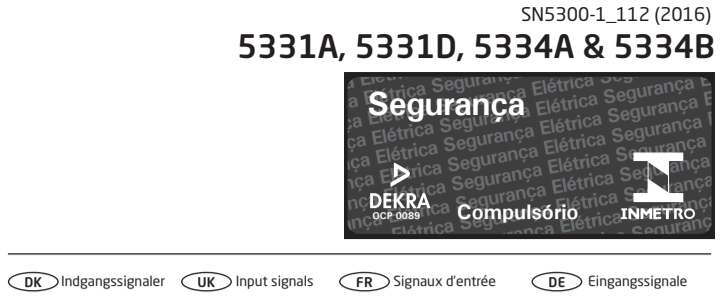 SN5300-1_112 (2016)
5331A, 5331D, 5334A & 5334B
Segurança
DEKRA
OCP 0089
Compulsório
INMETRO
DK Indgangssignaler UK Input signals FR Signaux d'entrée DE Eingangssignale